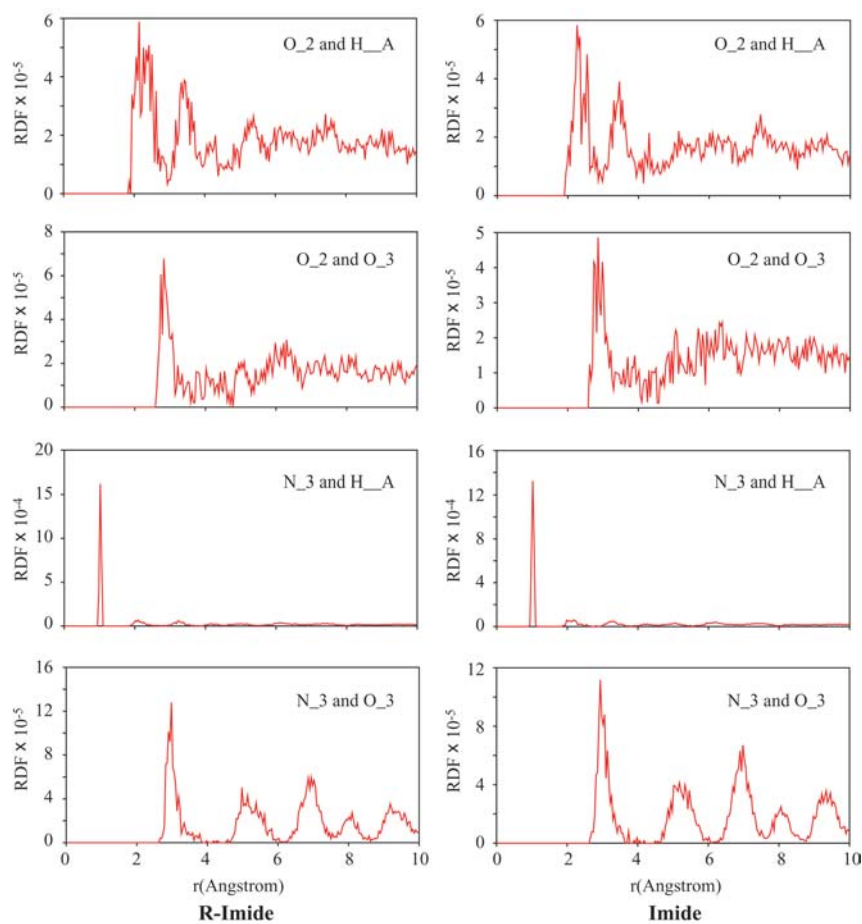 6
4
2
0
RDF x 10-5
O_2 and H__A
6
4
2
0
RDF x 10-5
O_2 and H__A
8
6
4
2
0
RDF x 10-5
O_2 and O_3
5
4
3
2
1
0
RDF x 10-5
O_2 and O_3
20
15
10
5
0
RDF x 10-4
N_3 and H__A
16
12
8
4
0
RDF x 10-4
N_3 and H__A
16
12
8
4
0
RDF x 10-5
N_3 and O_3
12
8
4
0
RDF x 10-5
N_3 and O_3
0 2 4 6 8 10
0 2 4 6 8 10
r(Angstrom)
r(Angstrom)
R-Imide
Imide